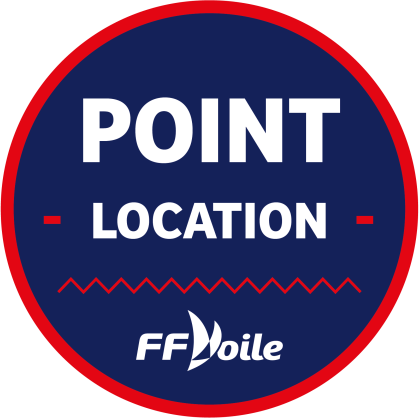 POINT
- LOCATION -
FFVoile